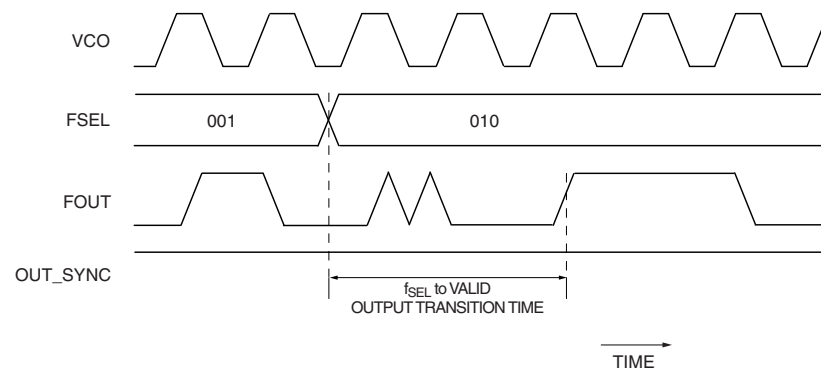 VCO
FSEL
001
010
FOUT
OUT_SYNC
fSEL to VALID
OUTPUT TRANSITION TIME
TIME